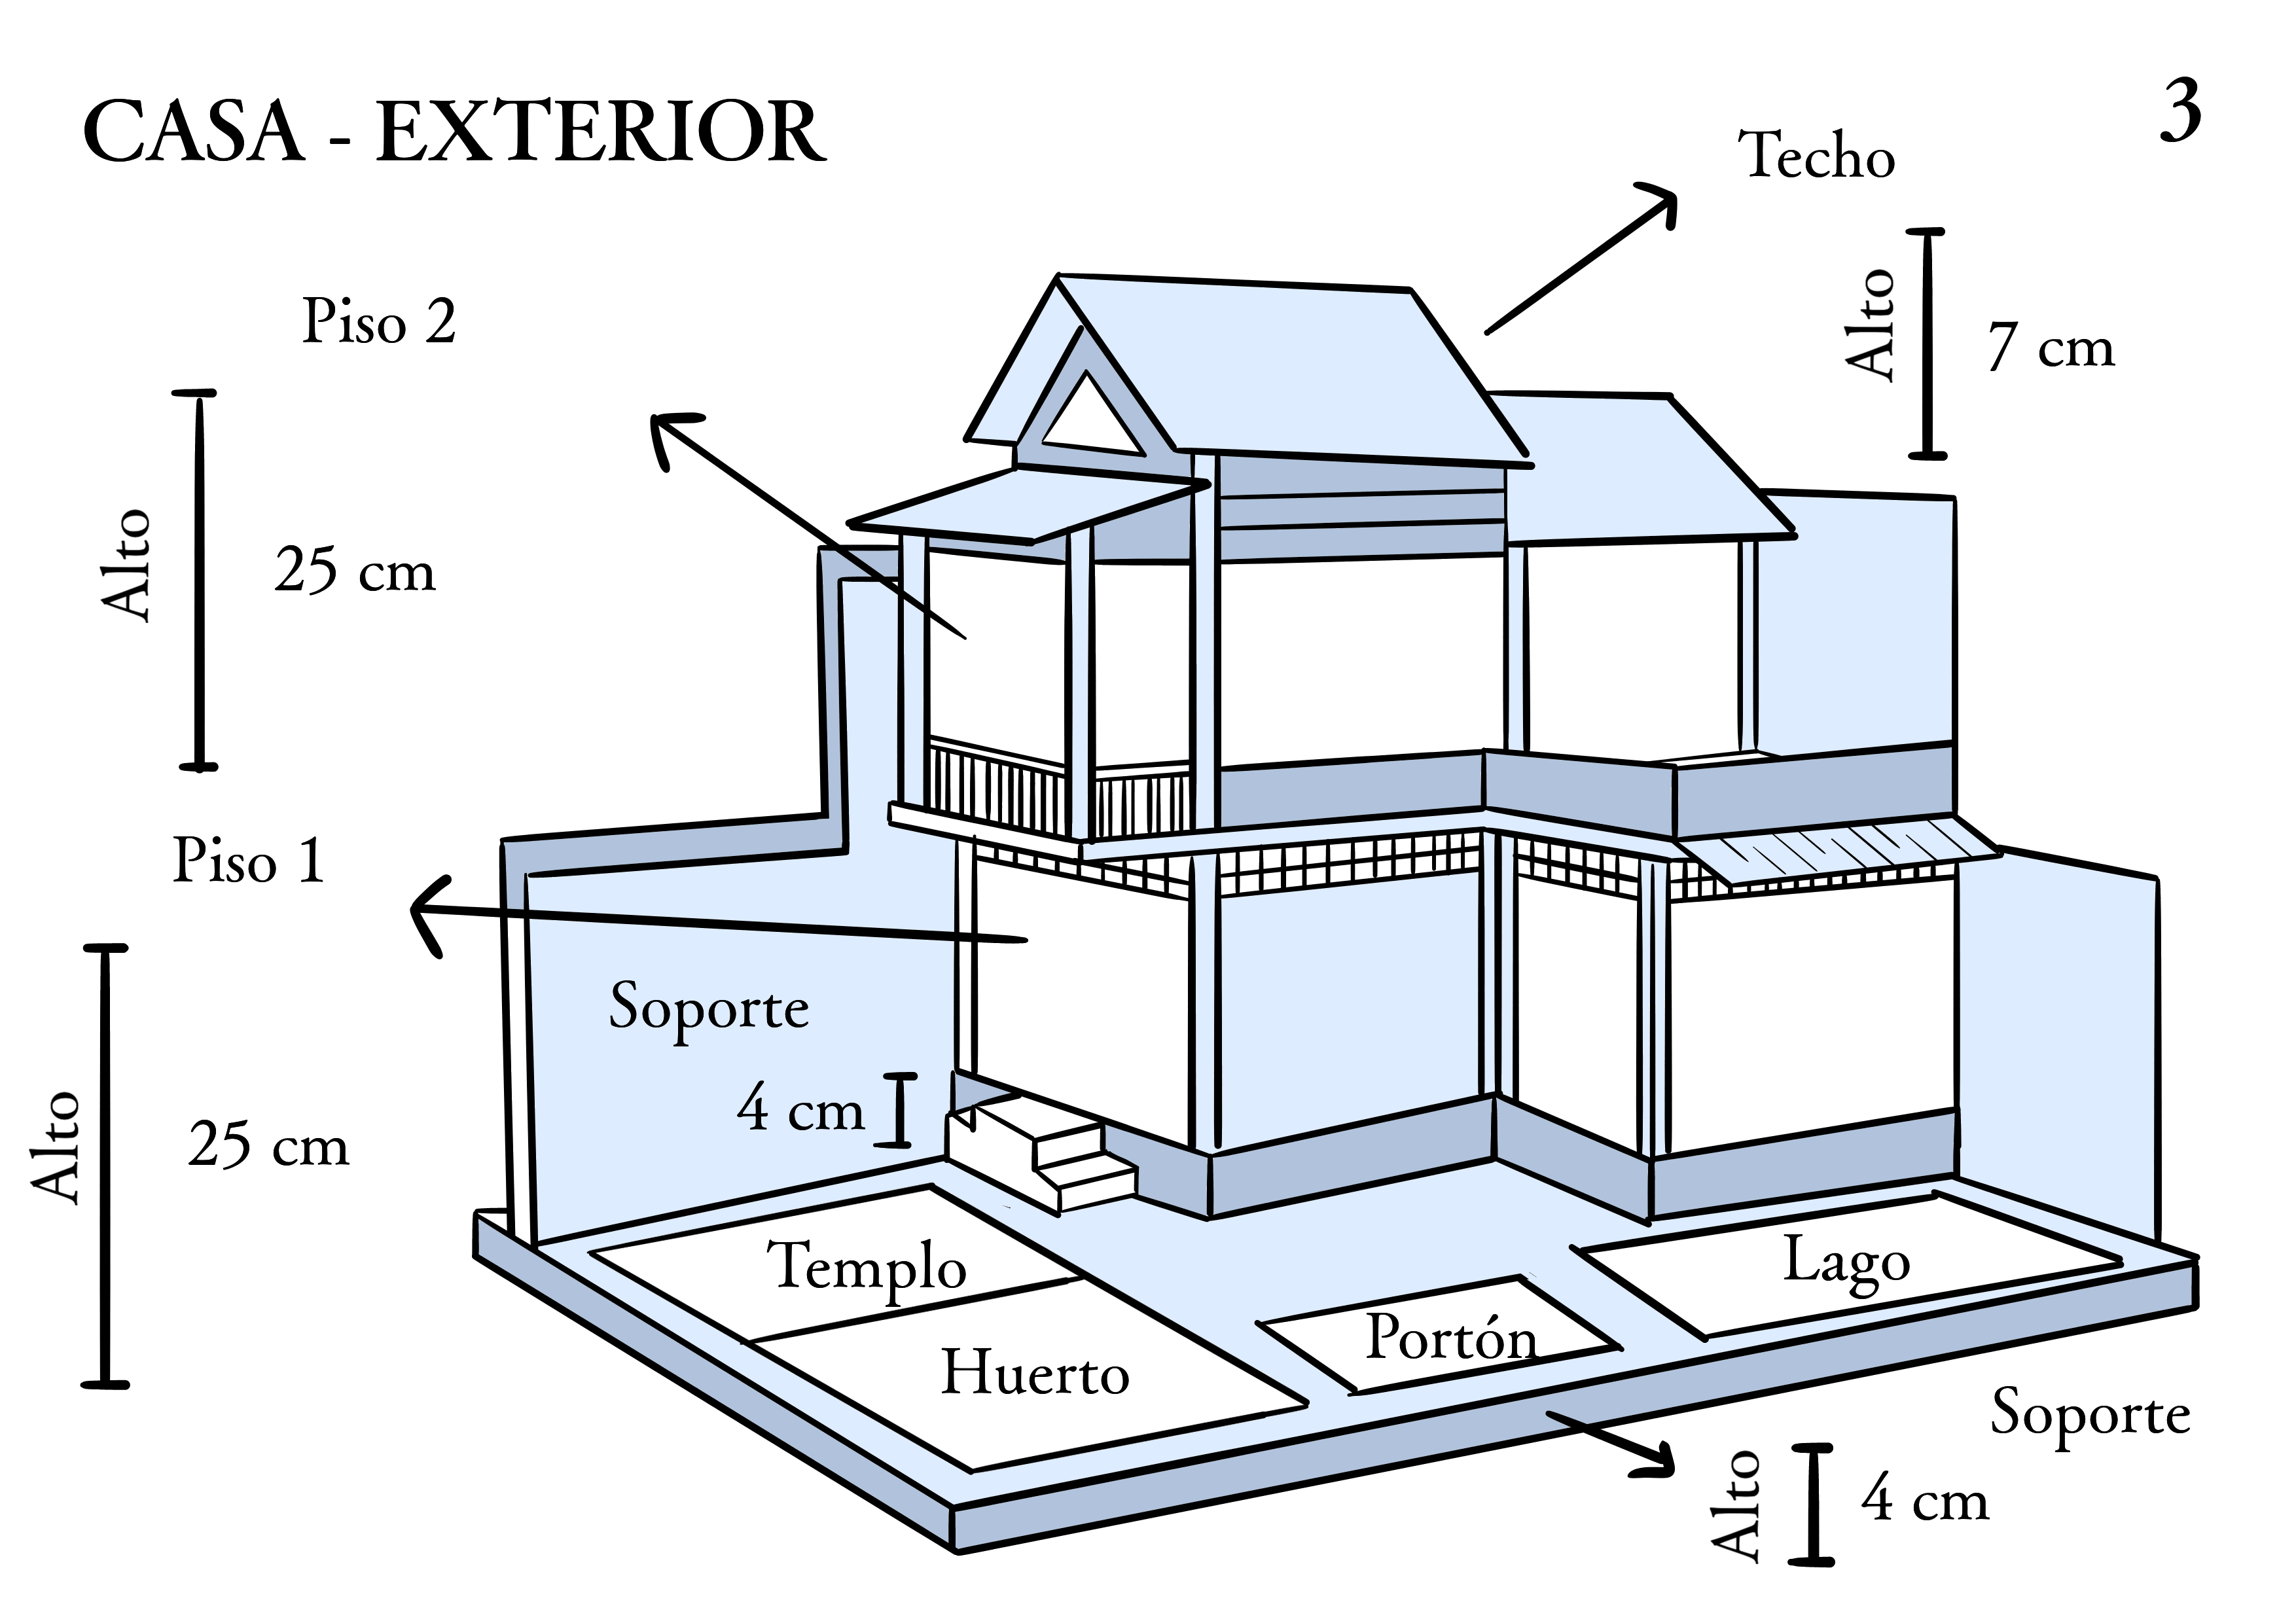 CASA - EXTERIOR
3
Techo
Alto
7 cm
Piso 2
Alto
25 cm
Piso 1
Alto
25 cm
Soporte
4 cm
Templo
Huerto
Portón
Lago
Soporte
Alto
4 cm